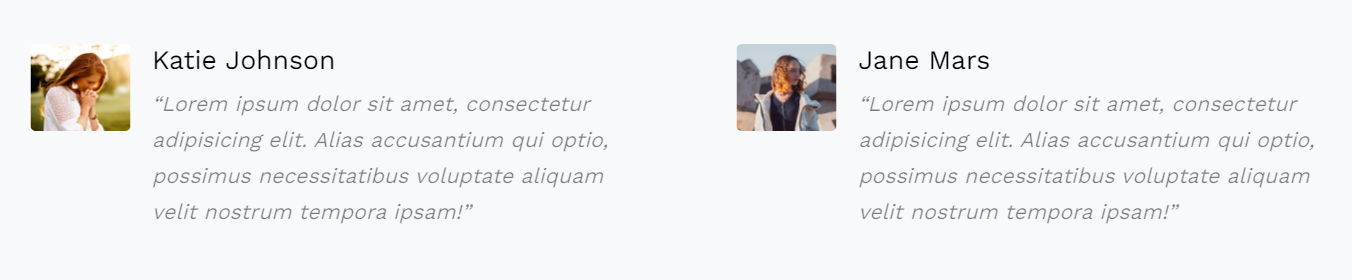 Katie Johnson
“Lorem ipsum dolor sit amet, consectetur
adipisicing elit. Alias accusantium qui optio,
possimus necessitatibus voluptate aliquam
velit nostrum tempora ipsam!”
Jane Mars
“Lorem ipsum dolor sit amet, consectetur
adipisicing elit. Alias accusantium qui optio,
possimus necessitatibus voluptate aliquam
velit nostrum tempora ipsam!”